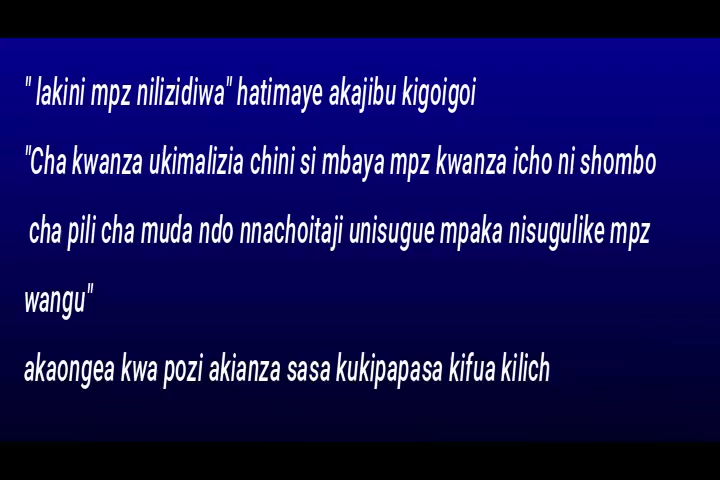 " lakini mpz nilizidiwa" hatimaye akajibu kigoigoi
"Cha kwanza ukimalizia chini si mbaya mpz kwanza icho ni shombo
cha pili cha muda ndo nnachoitaji unisugue mpaka nisugulike mpz
wangu"
akaongea kwa pozi akianza sasa kukipapasa kifua kilich